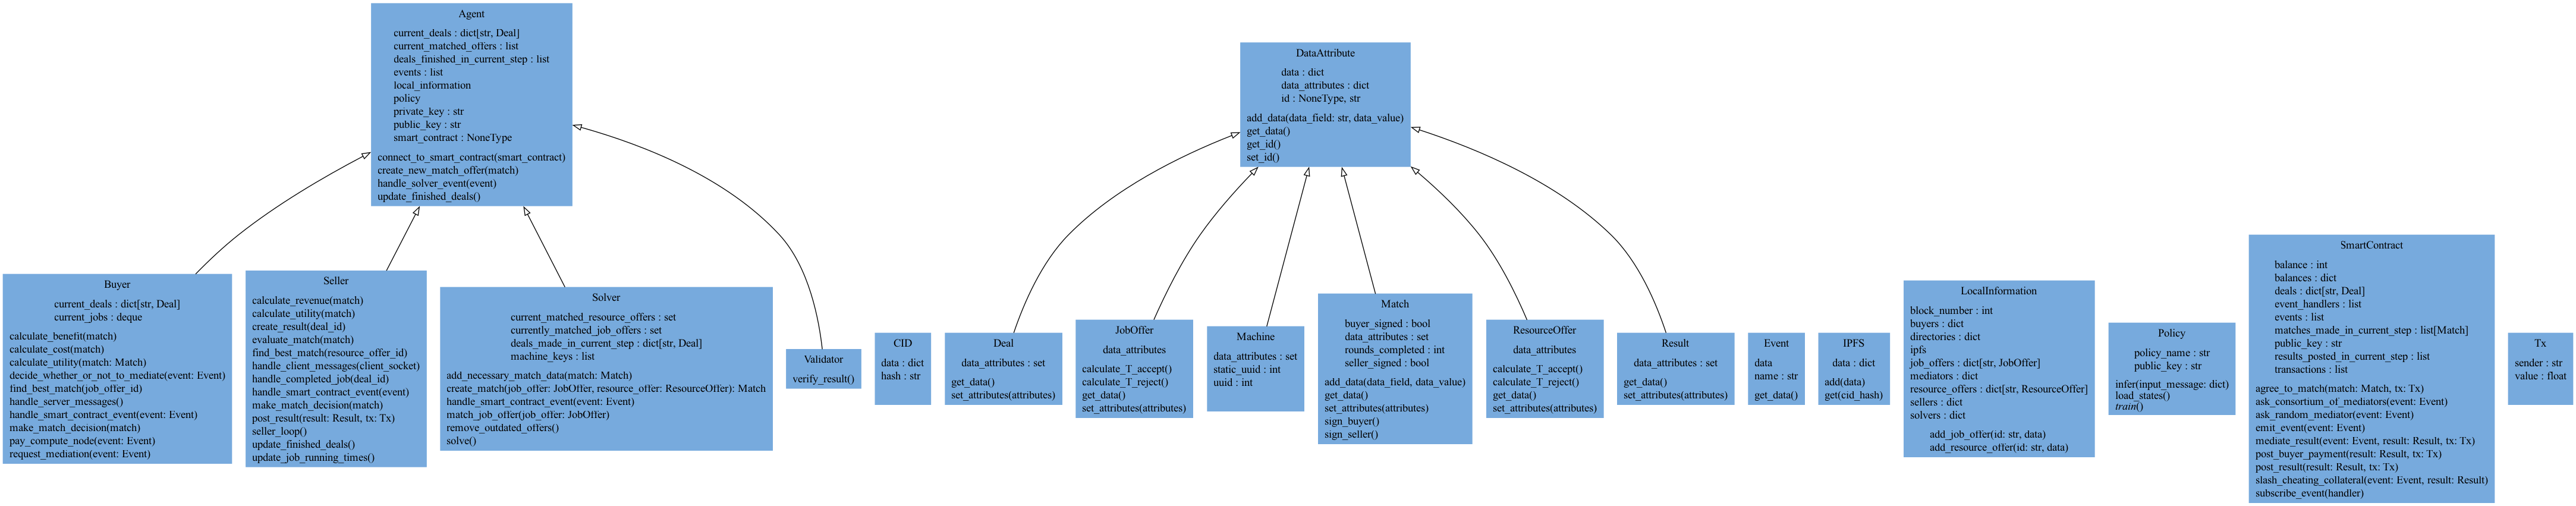 Agent
current_deals : dict[str, Deal]
current_matched_offers : list
deals_finished_in_current_step : list
events : list
local_information
policy
private_key : str
public_key : str
smart_contract : NoneType
connect_to_smart_contract(smart_contract)
create_new_match_offer(match)
handle_solver_event(event)
update_finished_deals()
DataAttribute
data : dict
data_attributes : dict
id : NoneType, str
add_data(data_field: str, data_value)
get_data()
get_id()
set_id()
Buyer
current_deals : dict[str, Deal]
current_jobs : deque
calculate_benefit(match)
calculate_cost(match)
calculate_utility(match: Match)
decide_whether_or_not_to_mediate(event: Event)
find_best_match(job_offer_id)
handle_server_messages()
handle_smart_contract_event(event: Event)
make_match_decision(match)
pay_compute_node(event: Event)
request_mediation(event: Event)
Seller
calculate_revenue(match)
calculate_utility(match)
create_result(deal_id)
evaluate_match(match)
find_best_match(resource_offer_id)
handle_client_messages(client_socket)
handle_completed_job(deal_id)
handle_smart_contract_event(event)
make_match_decision(match)
post_result(result: Result, tx: Tx)
seller_loop()
update_finished_deals()
update_job_running_times()
Solver
current_matched_resource_offers : set
currently_matched_job_offers : set
deals_made_in_current_step : dict[str, Deal]
machine_keys : list
add_necessary_match_data(match: Match)
create_match(job_offer: JobOffer, resource_offer: ResourceOffer): Match
handle_smart_contract_event(event: Event)
match_job_offer(job_offer: JobOffer)
remove_outdated_offers()
solve()
Validator
verify_result()
CID
data : dict
hash : str
Deal
data_attributes : set
get_data()
set_attributes(attributes)
JobOffer
data_attributes
calculate_T_accept()
calculate_T_reject()
get_data()
set_attributes(attributes)
Machine
data_attributes : set
static_uuid : int
uuid : int
Match
buyer_signed : bool
data_attributes : set
rounds_completed : int
seller_signed : bool
add_data(data_field, data_value)
get_data()
set_attributes(attributes)
sign_buyer()
sign_seller()
ResourceOffer
data_attributes
calculate_T_accept()
calculate_T_reject()
get_data()
set_attributes(attributes)
Result
data_attributes : set
get_data()
set_attributes(attributes)
Event
data
name : str
get_data()
IPFS
data : dict
add(data)
get(cid_hash)
LocalInformation
block_number : int
buyers : dict
directories : dict
ipfs
job_offers : dict[str, JobOffer]
mediators : dict
resource_offers : dict[str, ResourceOffer]
sellers : dict
solvers : dict
add_job_offer(id: str, data)
add_resource_offer(id: str, data)
Policy
policy_name : str
public_key : str
infer(input_message: dict)
load_states()
train()
SmartContract
balance : int
balances : dict
deals : dict[str, Deal]
event_handlers : list
events : list
matches_made_in_current_step : list[Match]
public_key : str
results_posted_in_current_step : list
transactions : list
agree_to_match(match: Match, tx: Tx)
ask_consortium_of_mediators(event: Event)
ask_random_mediator(event: Event)
emit_event(event: Event)
mediate_result(event: Event, result: Result, tx: Tx)
post_buyer_payment(result: Result, tx: Tx)
post_result(result: Result, tx: Tx)
slash_cheating_collateral(event: Event, result: Result)
subscribe_event(handler)
Tx
sender : str
value : float